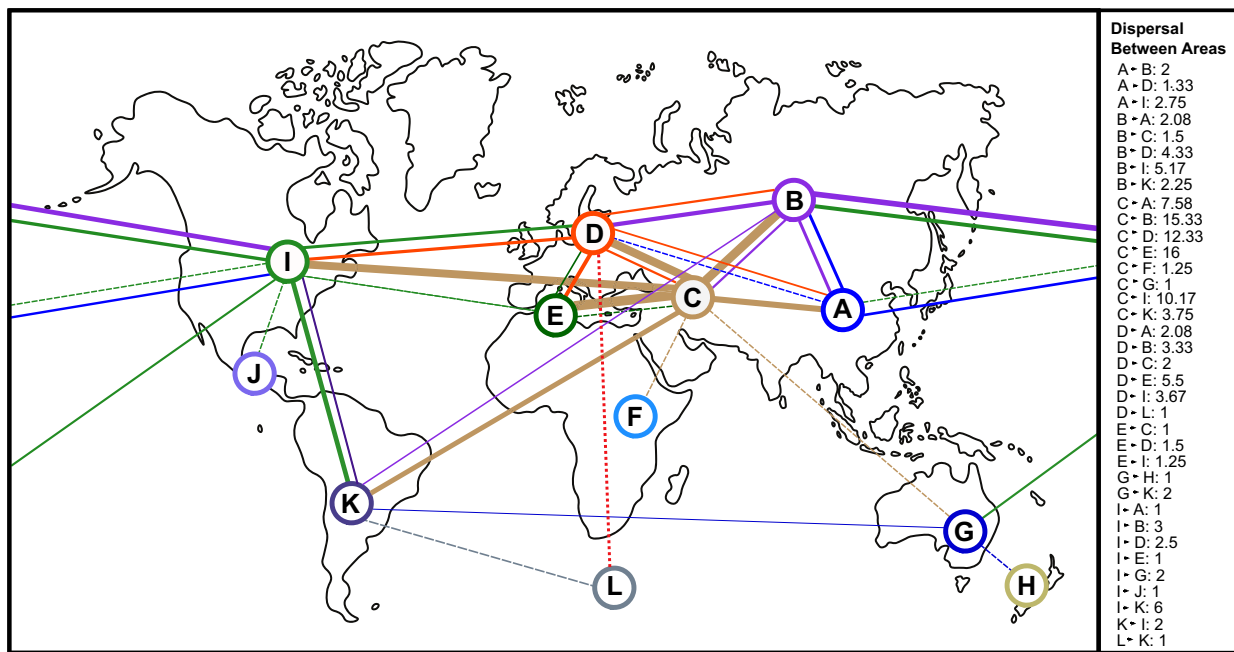 Dispersal
Between Areas
A►B: 2
A►D: 1.33
A►I: 2.75
B►A: 2.08
B►C: 1.5
B►D: 4.33
B►I: 5.17
B►K: 2.25
C►A: 7.58
C►B: 15.33
C►D: 12.33
C►E: 16
C►F: 1.25
C►G: 1
C►I: 10.17
C►K: 3.75
D►A: 2.08
D►B: 3.33
D►C: 2
D►E: 5.5
D►I: 3.67
D►L: 1
E►C: 1
E►D: 1.5
E►I: 1.25
G►H: 1
G►K: 2
I►A: 1
I►B: 3
I►D: 2.5
I►E: 1
I►G: 2
I►J: 1
I►K: 6
K►I: 2
L►K: 1
B
D
I
C
A
E
J
F
K
G
L
H